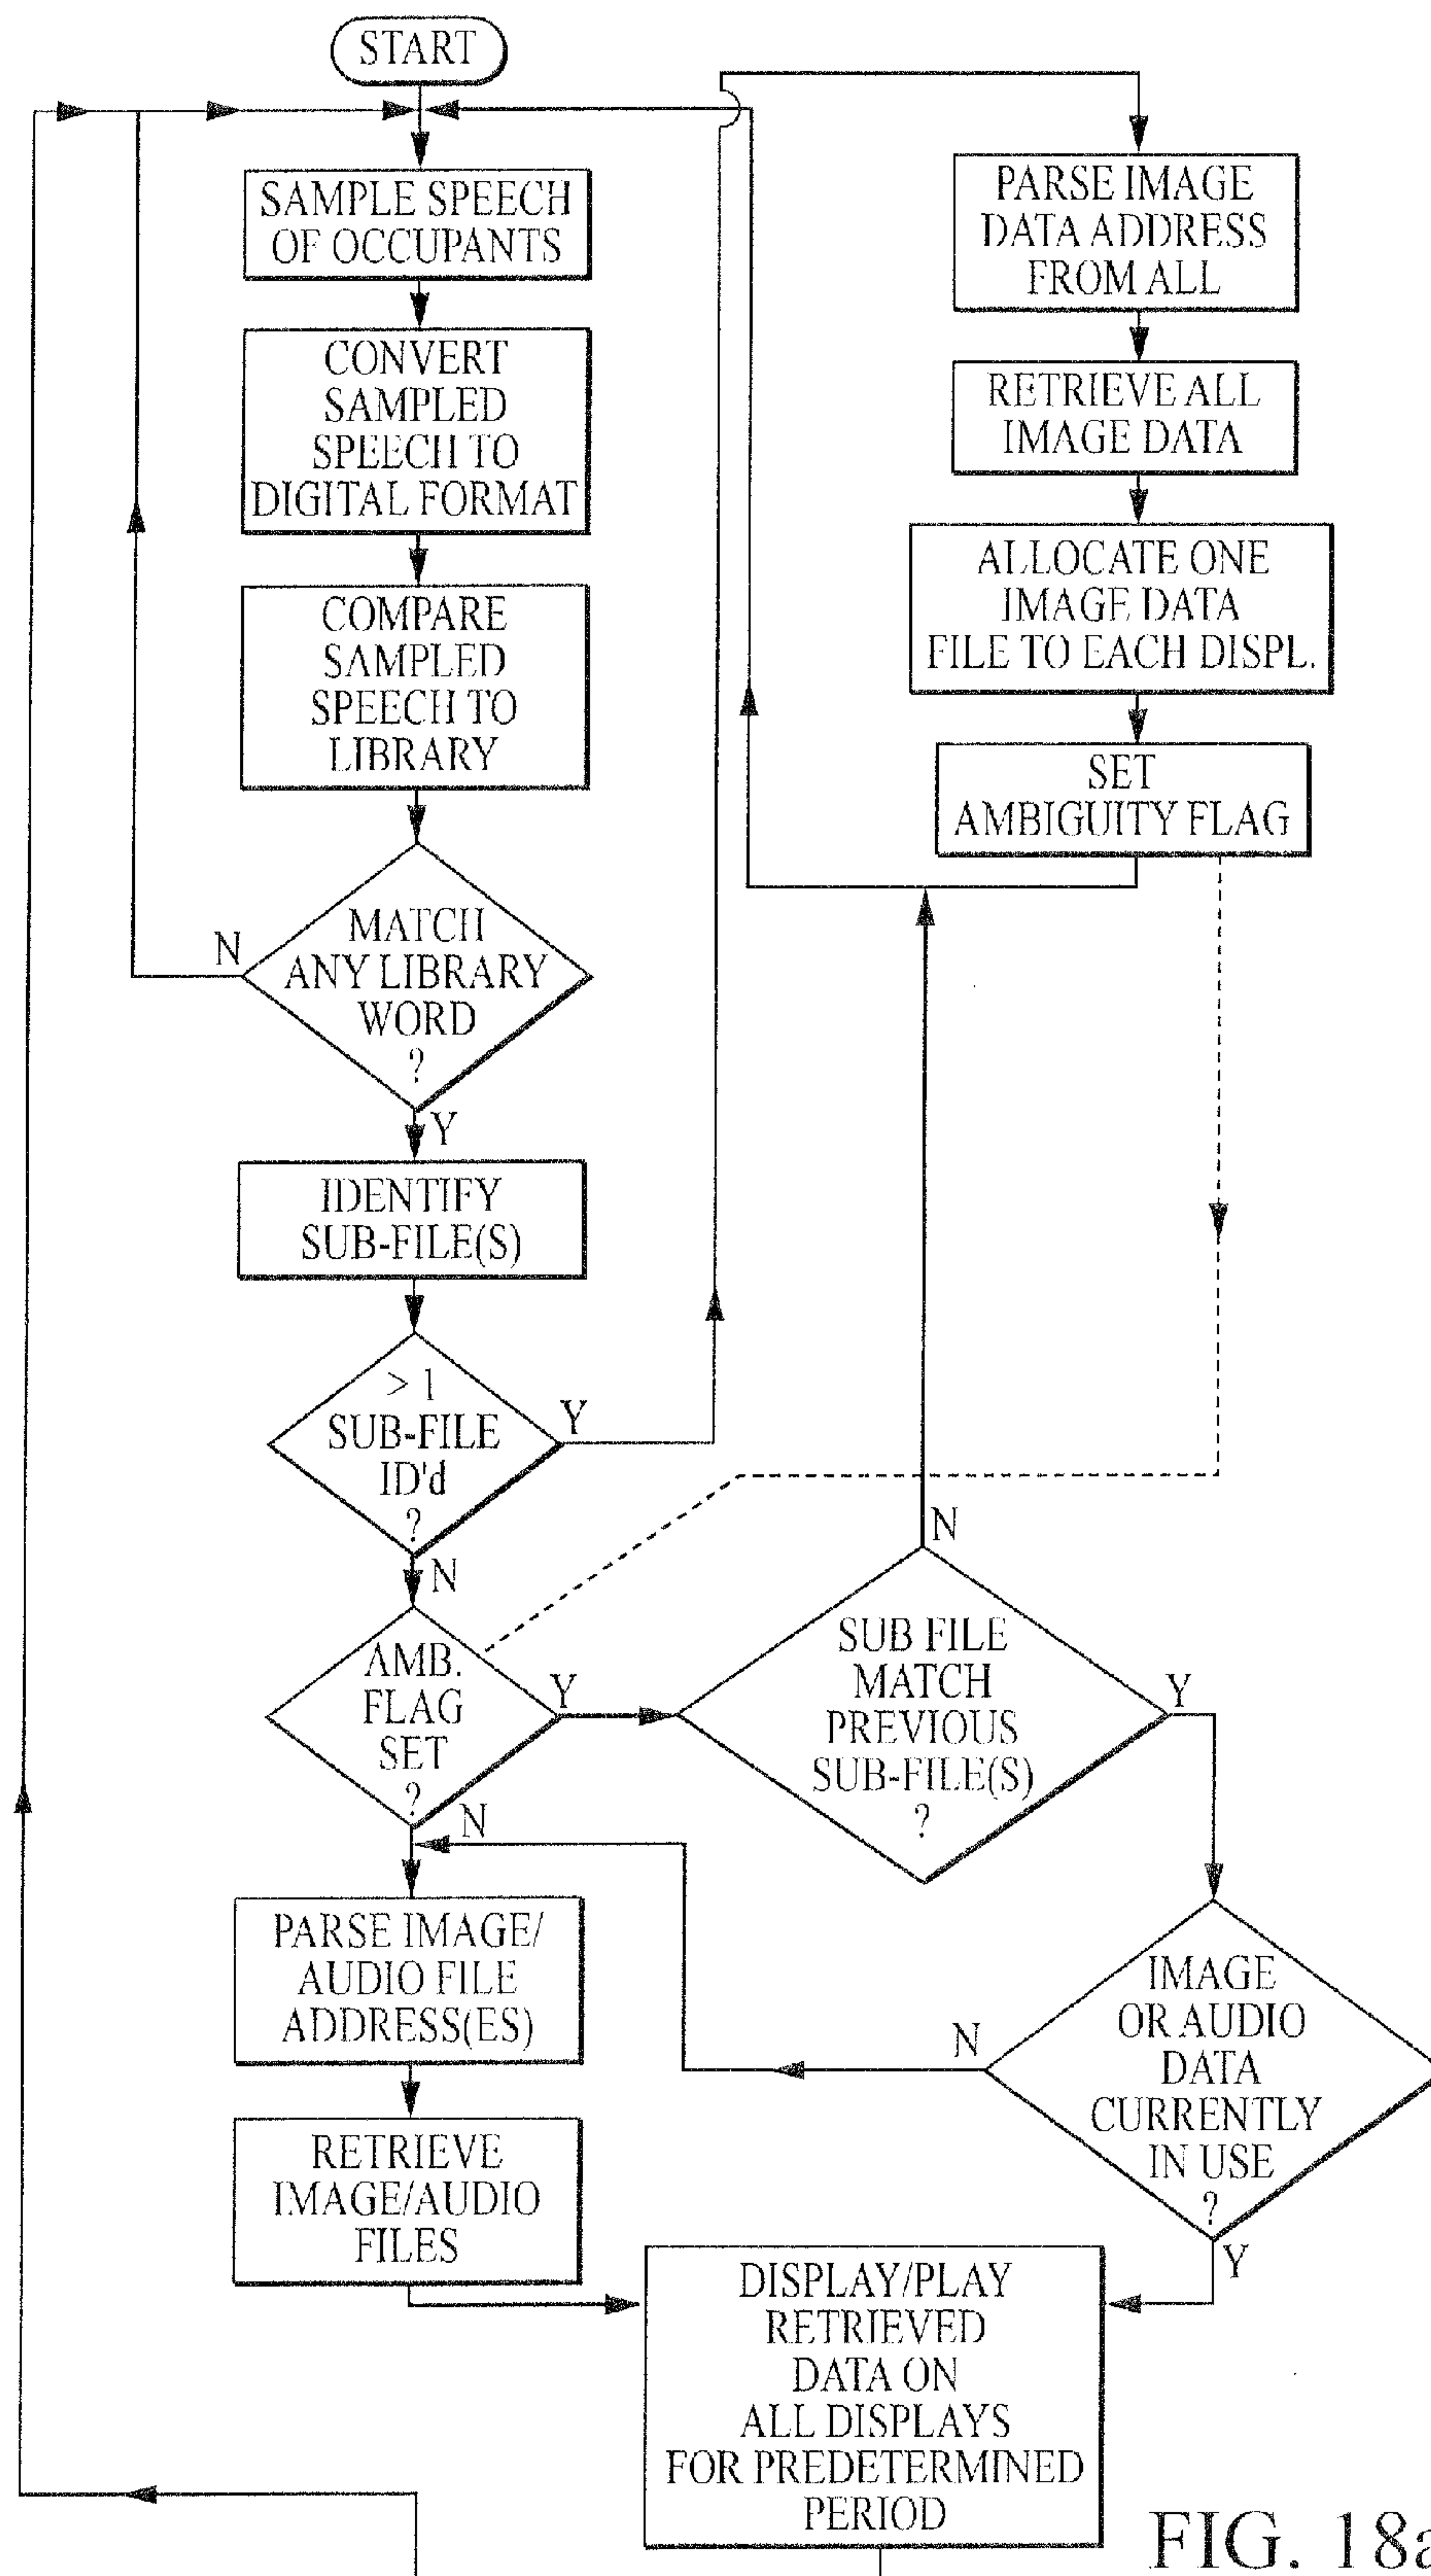 START
SAMPLE SPEECH
OF OCCUPANTS
CONVERT
SAMPLED
SPEECH TO
DIGITAL FORMAT
COMPARE
SAMPLED
SPEECH TO
LIBRARY
MATCH
ANY LIBRARY
WORD
?
N
Y
IDENTIFY
SUB-FILE(S)
> 1
SUB-FILE
ID'd
?
Y
N
AMB.
FLAG
SET
?
Y
N
PARSE IMAGE/
AUDIO FILE
ADDRESS(ES)
RETRIEVE
IMAGE/AUDIO
FILES
PARSE IMAGE
DATA ADDRESS
FROM ALL
RETRIEVE ALL
IMAGE DATA
ALLOCATE ONE
IMAGE DATA
FILE TO EACH DISPL.
SET
AMBIGUITY FLAG
N
SUB FILE
MATCH
PREVIOUS
SUB-FILE(S)
?
Y
IMAGE
OR AUDIO
DATA
CURRENTLY
IN USE
?
N
Y
DISPLAY/PLAY
RETRIEVED
DATA ON
ALL DISPLAYS
FOR PREDETERMINED
PERIOD
FIG. 18a